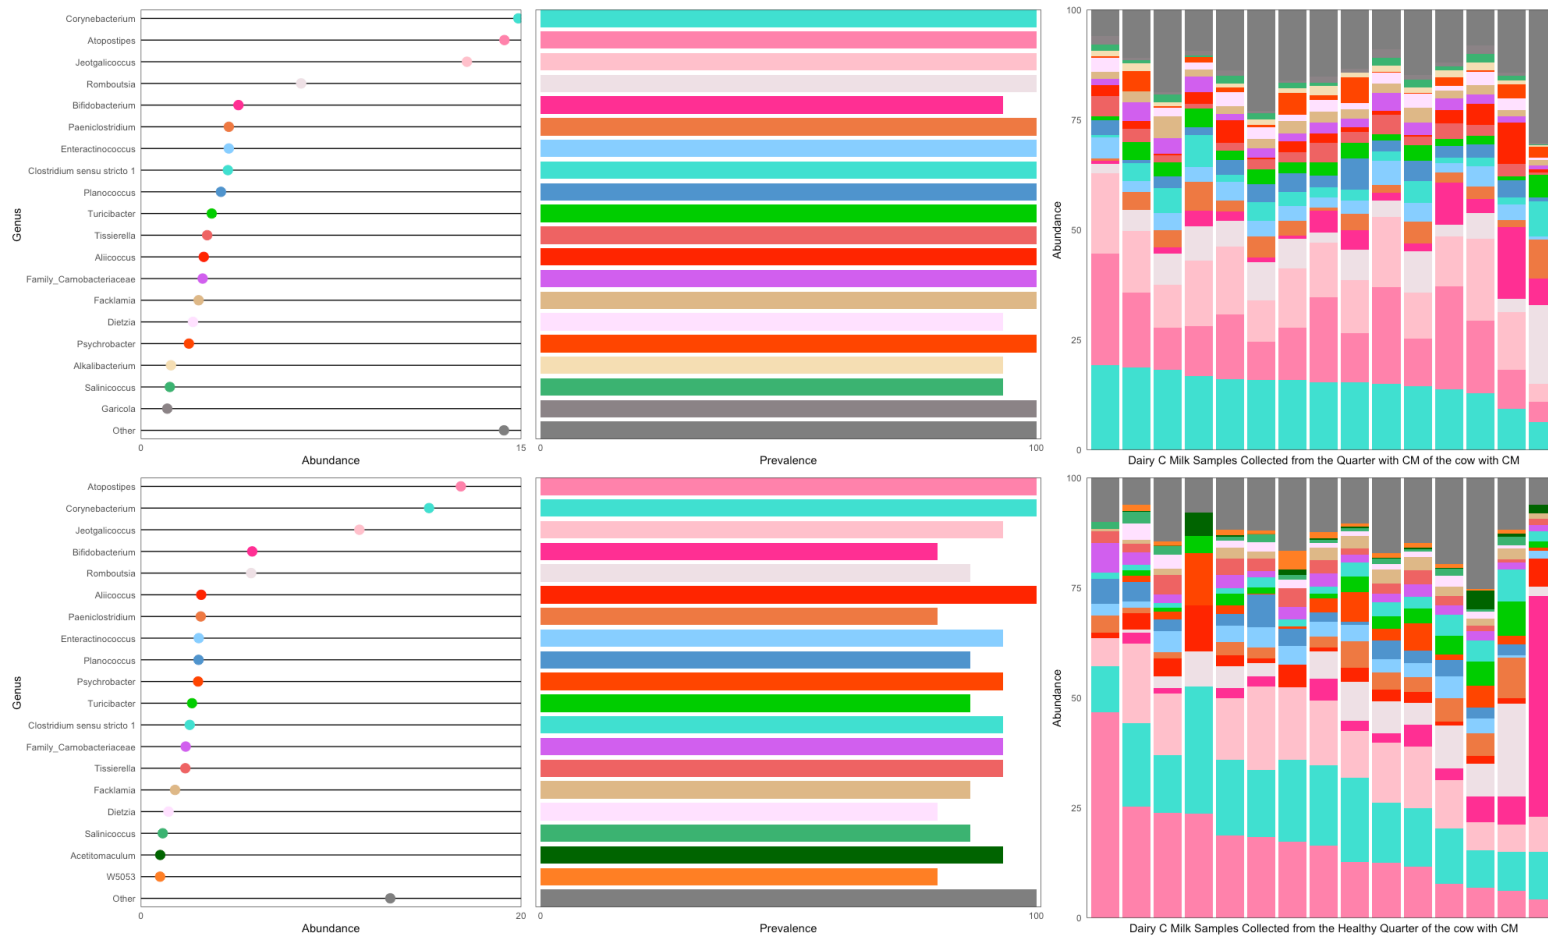 Genus
Corynebacterium
Atopostipes
Jeotgalicoccus
Romboutsia
Bifidobacterium
Paeniclostridium
Enteractinococcus
Clostridium sensu stricto 1
Planococcus
Turicibacter
Tissierella
Aliicoccus
Family_Carnobacteriaceae
Facklamia
Dietzia
Psychrobacter
Alkalibacterium
Salinicoccus
Garicola
Other
0 15
Abundance
0 100
Prevalence
Abundance
100
75
50
25
0
Dairy C Milk Samples Collected from the Quarter with CM of the cow with CM
Genus
Atopostipes
Corynebacterium
Jeotgalicoccus
Bifidobacterium
Romboutsia
Aliicoccus
Paeniclostridium
Enteractinococcus
Planococcus
Psychrobacter
Turicibacter
Clostridium sensu stricto 1
Family_Carnobacteriaceae
Tissierella
Facklamia
Dietzia
Salinicoccus
Acetitomaculum
W5053
Other
0 20
Abundance
0 100
Prevalence
Abundance
100
75
50
25
0
Dairy C Milk Samples Collected from the Healthy Quarter of the cow with CM